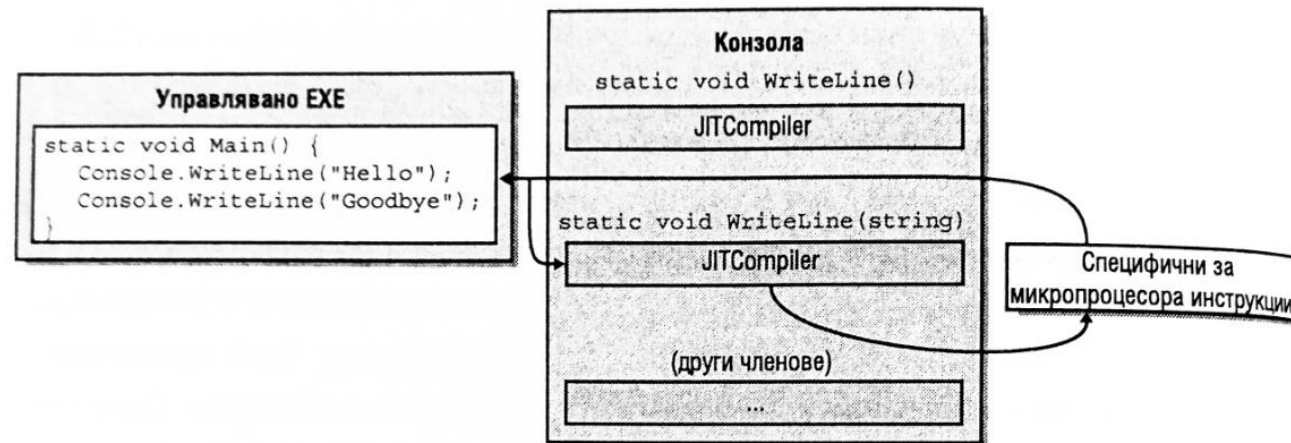 Управлявано EXE
static void Main() {
Console.WriteLine("Hello");
Console.WriteLine("Goodbye");
}
Конзола
static void WriteLine()
JITCompiler
static void WriteLine(string)
JITCompiler
(други членове)
...
Специфични за
микропроцесора инструкции